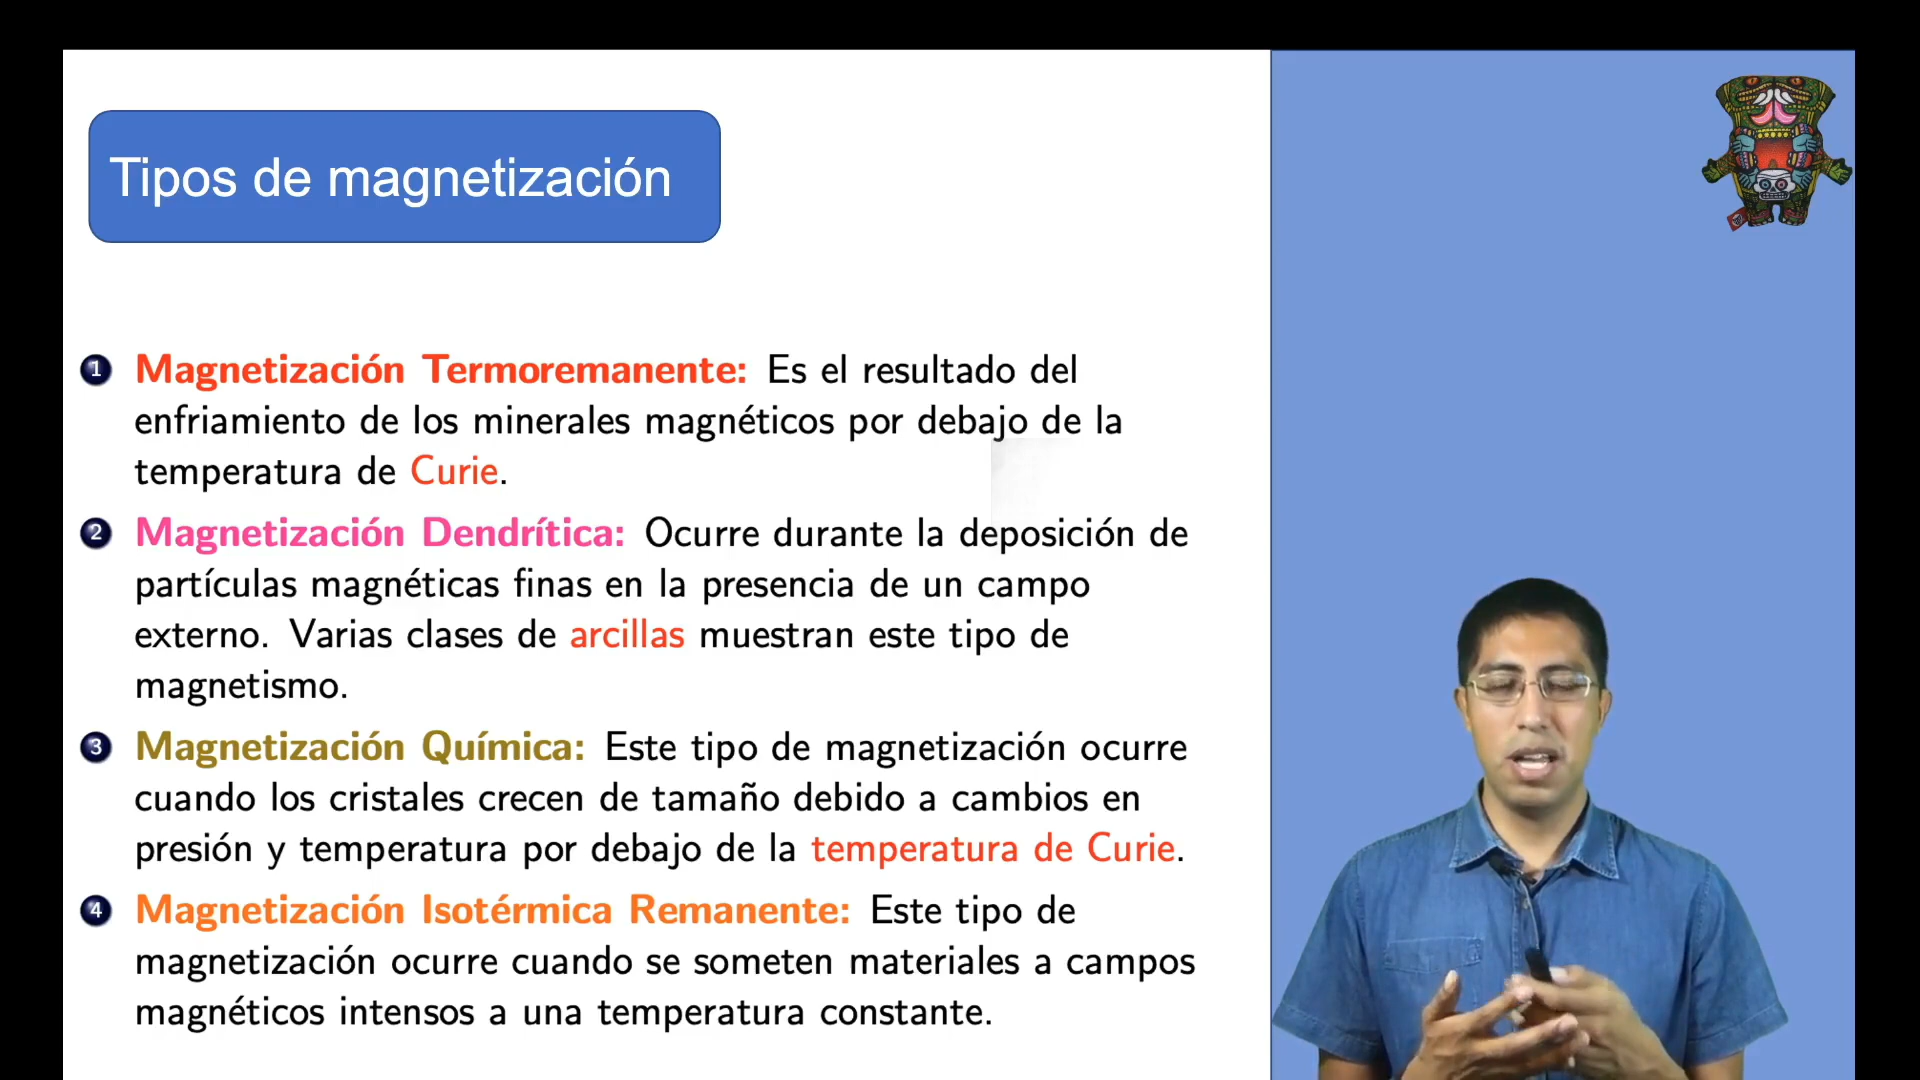 Tipos de magnetización
1 Magnetización Termoremanente: Es el resultado del
enfriamiento de los minerales magnéticos por debajo de la
temperatura de Curie.
2 Magnetización Dendrítica: Ocurre durante la deposición de
partículas magnéticas finas en la presencia de un campo
externo. Varias clases de arcillas muestran este tipo de
magnetismo.
3 Magnetización Química: Este tipo de magnetización ocurre
cuando los cristales crecen de tamaño debido a cambios en
presión y temperatura por debajo de la temperatura de Curie.
4 Magnetización Isotérmica Remanente: Este tipo de
magnetización ocurre cuando se someten materiales a campos
magnéticos intensos a una temperatura constante.